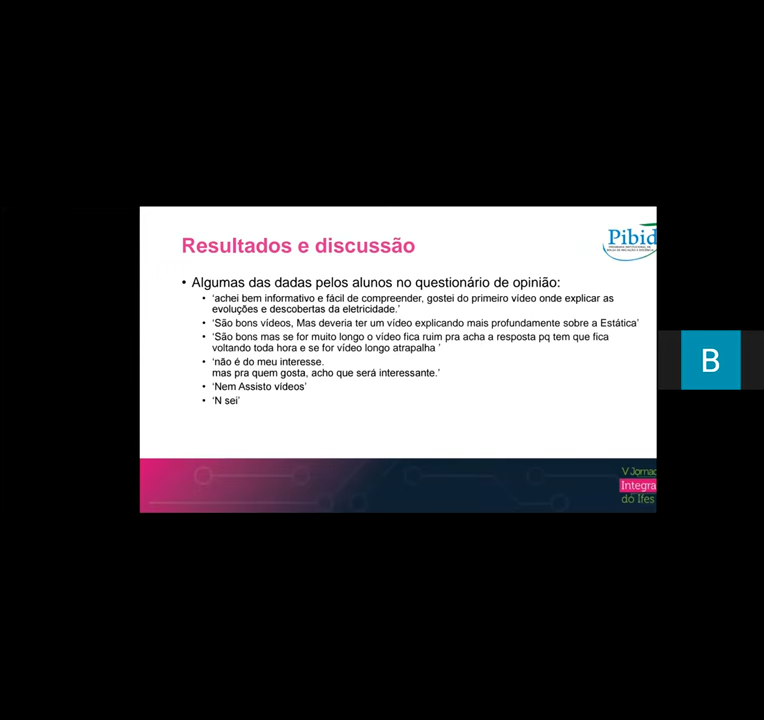 Resultados e discussão
Pibid
• Algumas das dadas pelos alunos no questionário de opinião:
• ‘achei bem informativo e fácil de compreender, gostei do primeiro vídeo onde explicar as
evoluções e descobertas da eletricidade.’
• ‘São bons vídeos, Mas deveria ter um vídeo explicando mais profundamente sobre a Estática’
• ‘São bons mas se for muito longo o vídeo fica ruim pra acha a resposta pq tem que fica
voltando toda hora e se for vídeo longo atrapalha ’
• ‘não é do meu interesse.
mas pra quem gosta, acho que será interessante.’
• ‘Nem Assisto vídeos’
• ‘N sei’
B
V Jornad
Integra
do Ifes